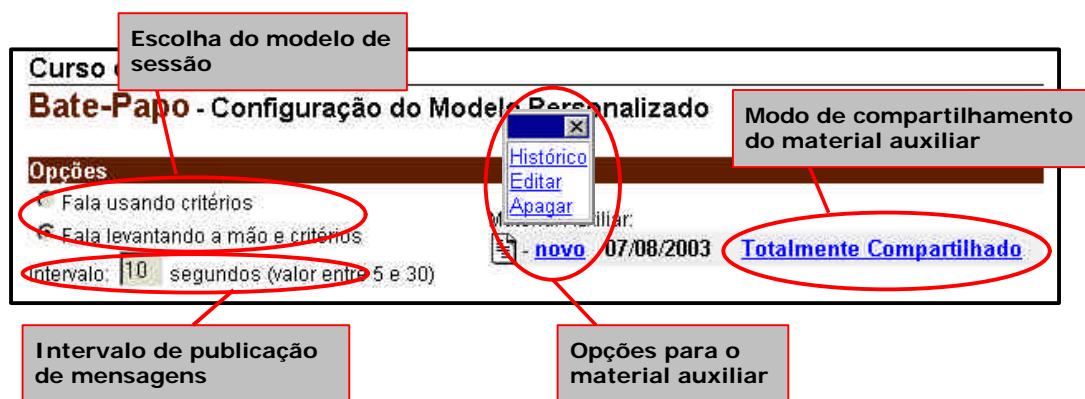 Escolha do modelo de
sessão
Curso
Bate-Papo - Configuração do Modelo Personalizado
Modo de compartilhamento
do material auxiliar
Opções
Histórico
Editar
Apagar
Fala usando critérios
Fala levantando a mão e critérios
Intervalo: 10 segundos (valor entre 5 e 30)
Material Auxiliar:
- novo 07/08/2003 Totalmente Compartilhado
Intervalo de publicação
de mensagens
Opções para o
material auxiliar